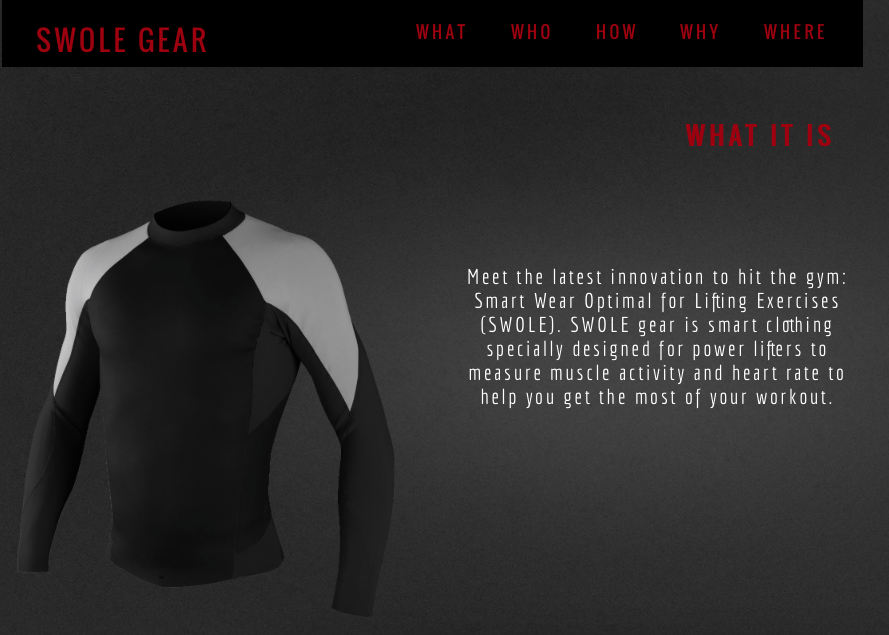 SWOLE GEAR
WHAT WHO HOW WHY WHERE
WHAT IT IS
Meet the latest innovation to hit the gym:
Smart Wear Optimal for Lifting Exercises
(SWOLE). SWOLE gear is smart clothing
specially designed for power lifters to
measure muscle activity and heart rate to
help you get the most of your workout.